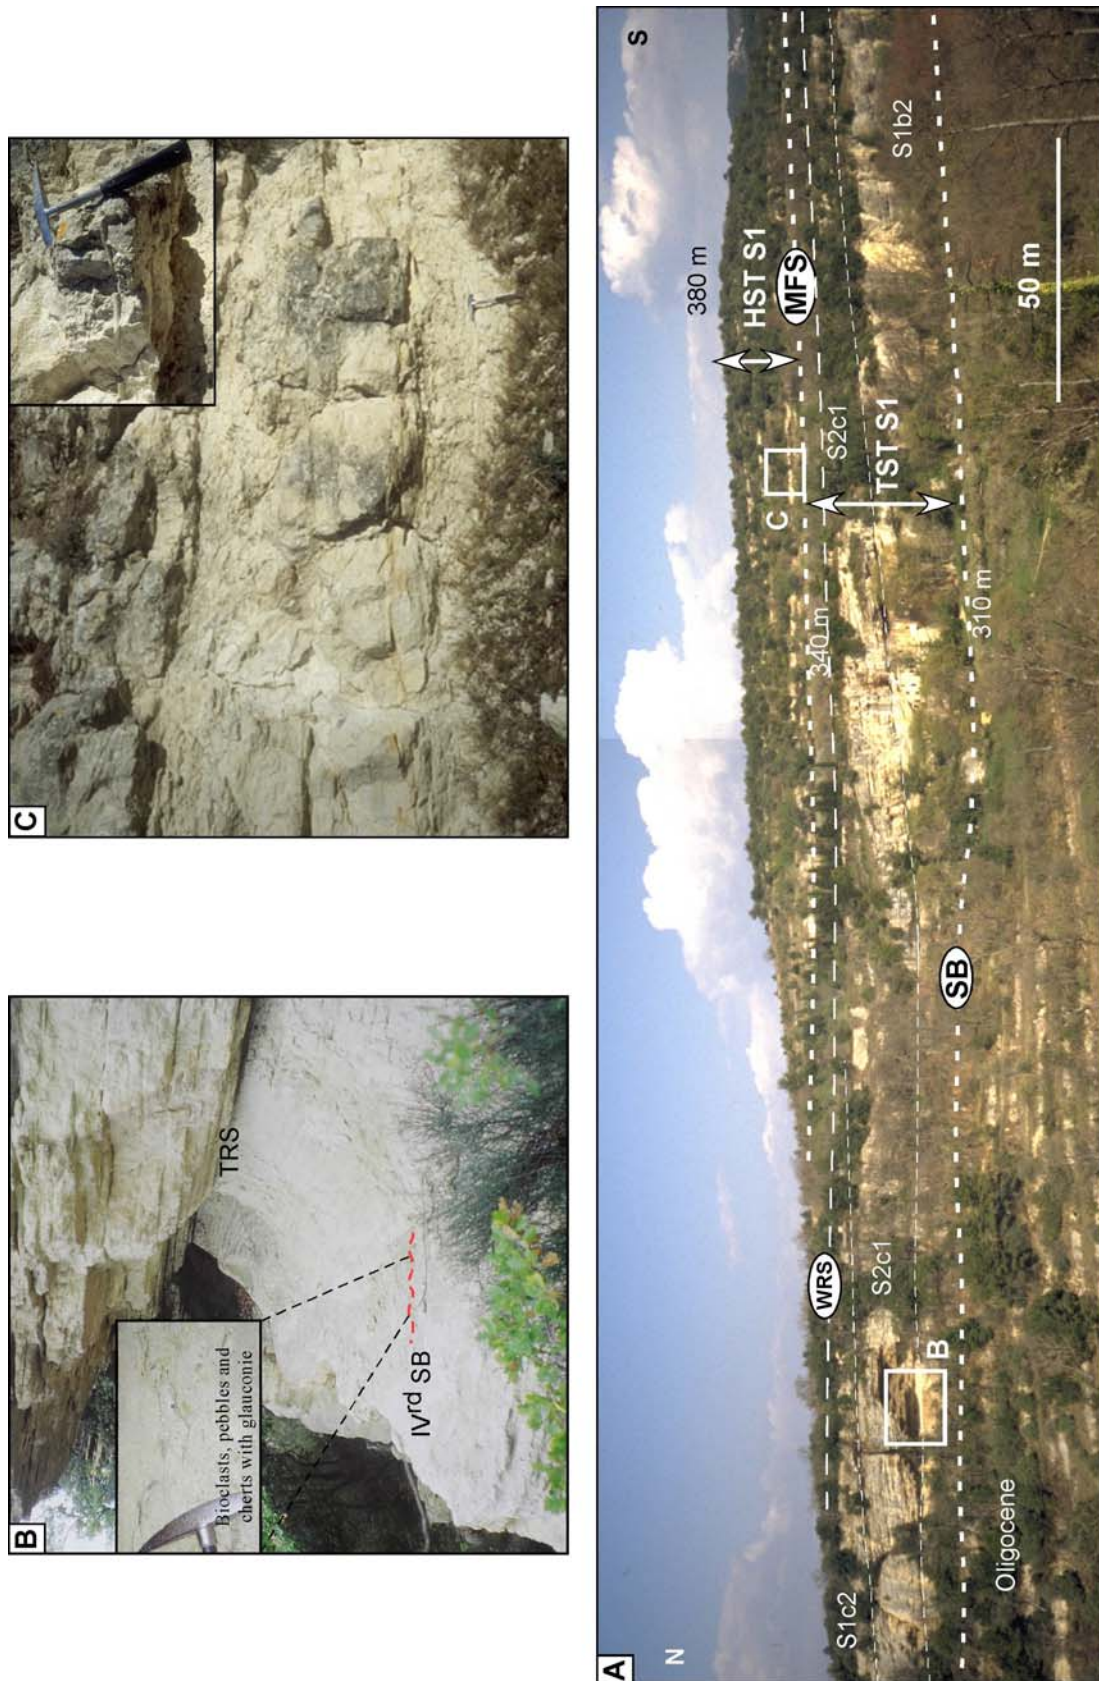 B
Bioclasts, pebbles and
cherts with glauconie
TRS
IVrd SB
C
A
N
S
380 m
HST S1
MFS
C
340 m
S2c1
TST S1
S1b2
310 m
50 m
WRS
S1c2
S2c1
B
SB
Oligocene